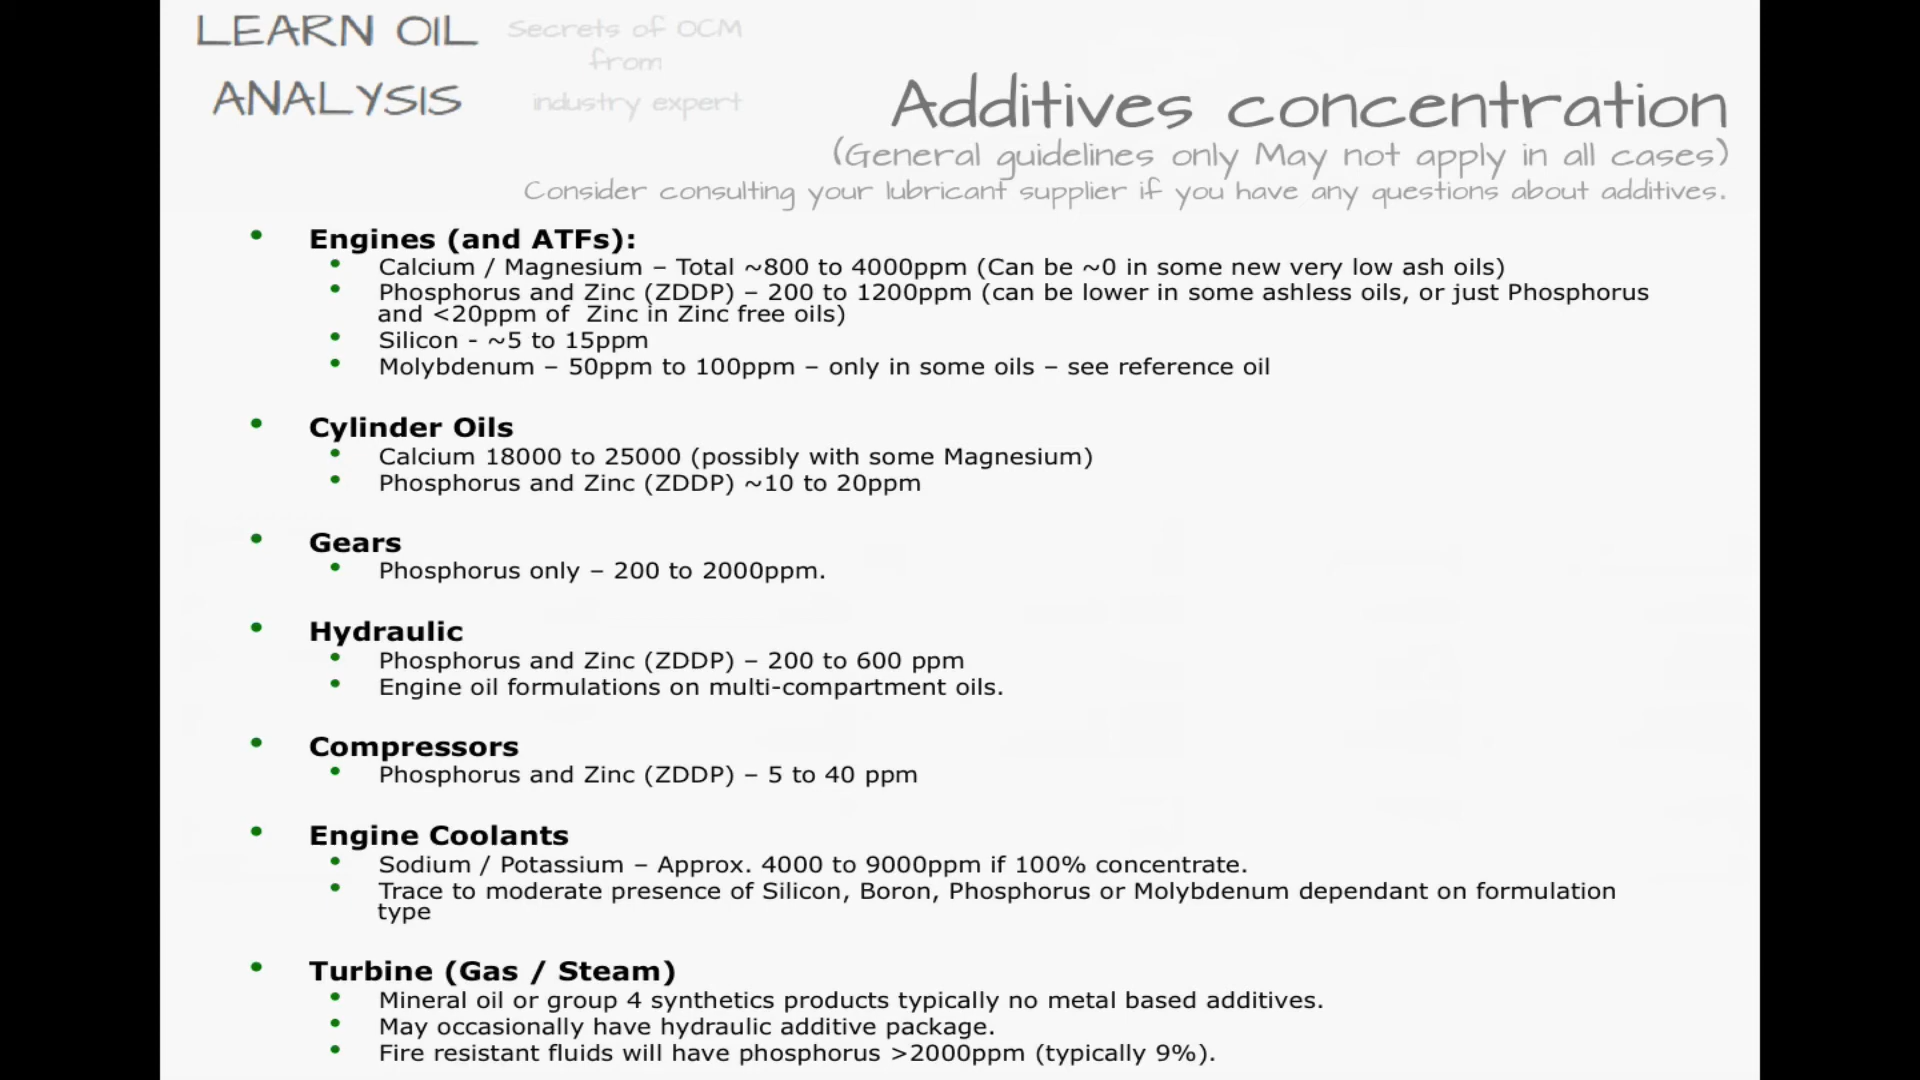 LEARN OIL
ANALYSIS
Secrets of OCM
from
industry expert
Additives concentration
(General guidelines only May not apply in all cases)
Consider consulting your lubricant supplier if you have any questions about additives.
• Engines (and ATFs):
• Calcium / Magnesium – Total ~800 to 4000ppm (Can be ~0 in some new very low ash oils)
• Phosphorus and Zinc (ZDDP) – 200 to 1200ppm (can be lower in some ashless oils, or just Phosphorus
and <20ppm of Zinc in Zinc free oils)
• Silicon - ~5 to 15ppm
• Molybdenum – 50ppm to 100ppm – only in some oils – see reference oil
• Cylinder Oils
• Calcium 18000 to 25000 (possibly with some Magnesium)
• Phosphorus and Zinc (ZDDP) ~10 to 20ppm
• Gears
• Phosphorus only – 200 to 2000ppm.
• Hydraulic
• Phosphorus and Zinc (ZDDP) – 200 to 600 ppm
• Engine oil formulations on multi-compartment oils.
• Compressors
• Phosphorus and Zinc (ZDDP) – 5 to 40 ppm
• Engine Coolants
• Sodium / Potassium – Approx. 4000 to 9000ppm if 100% concentrate.
• Trace to moderate presence of Silicon, Boron, Phosphorus or Molybdenum dependant on formulation
type
• Turbine (Gas / Steam)
• Mineral oil or group 4 synthetics products typically no metal based additives.
• May occasionally have hydraulic additive package.
• Fire resistant fluids will have phosphorus >2000ppm (typically 9%).